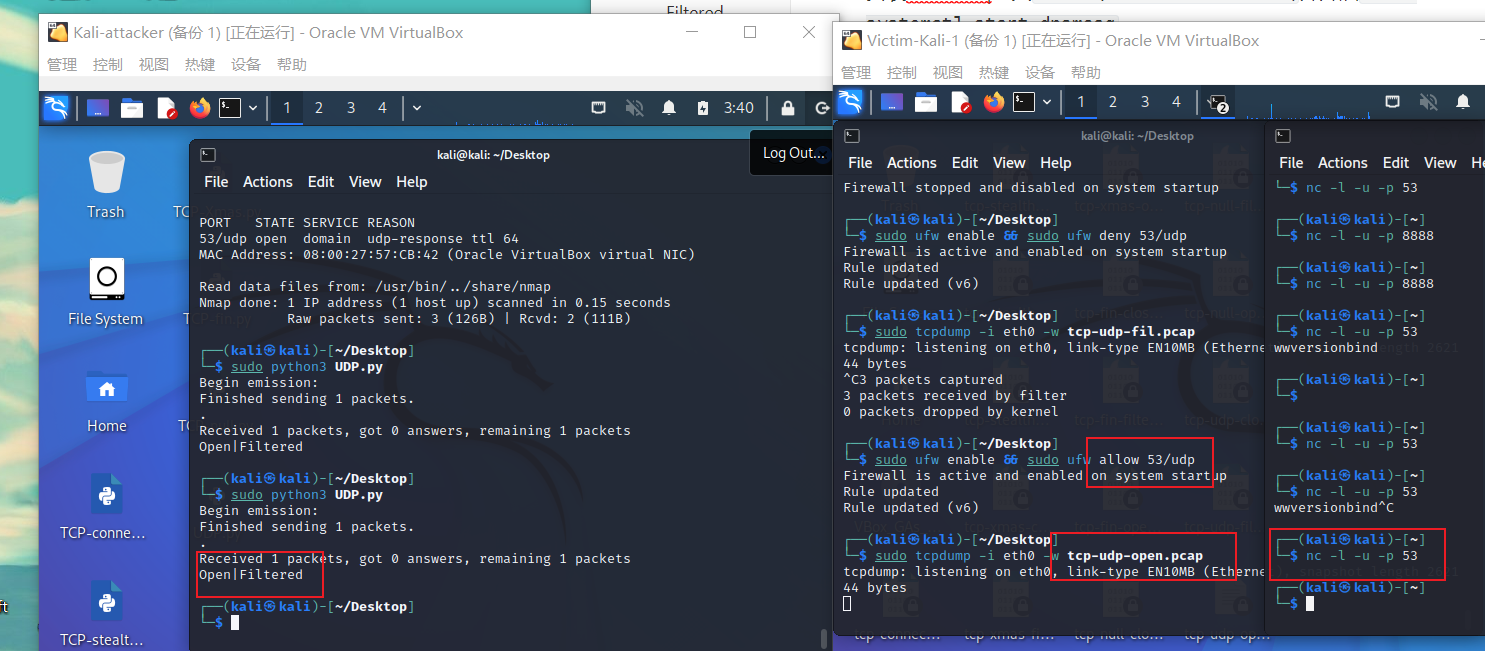 Filtered
systemctl start dnsmasq
Kali-attacker (备份 1) [正在运行] - Oracle VM VirtualBox
管理 控制 视图 热键 设备 帮助
1 2 3 4 3:40
Log Out...
kali@kali: ~/Desktop
File Actions Edit View Help
PORT   STATE SERVICE REASON
53/udp open  domain  udp-response ttl 64
MAC Address: 08:00:27:57:CB:42 (Oracle VirtualBox virtual NIC)
Read data files from: /usr/bin/../share/nmap
Nmap done: 1 IP address (1 host up) scanned in 0.15 seconds
           Raw packets sent: 3 (126B) | Rcvd: 2 (111B)
┌──(kali㉿kali)-[~/Desktop]
└─$ sudo python3 UDP.py
Begin emission:
Finished sending 1 packets.
.
Received 1 packets, got 0 answers, remaining 1 packets
Open|Filtered
┌──(kali㉿kali)-[~/Desktop]
└─$ sudo python3 UDP.py
Begin emission:
Finished sending 1 packets.
.
Received 1 packets, got 0 answers, remaining 1 packets
Open|Filtered
┌──(kali㉿kali)-[~/Desktop]
└─$
Trash
File System
Home
TCP-conne...
TCP-stealt...
Victim-Kali-1 (备份 1) [正在运行] - Oracle VM VirtualBox
管理 控制 视图 热键 设备 帮助
1 2 3 4 2
kali@kali: ~/Desktop
File Actions Edit View Help
Firewall stopped and disabled on system startup
┌──(kali㉿kali)-[~/Desktop]
└─$ sudo ufw enable && sudo ufw deny 53/udp
Firewall is active and enabled on system startup
Rule updated
Rule updated (v6)
┌──(kali㉿kali)-[~/Desktop]
└─$ sudo tcpdump -i eth0 -w tcp-udp-fil.pcap
tcpdump: listening on eth0, link-type EN10MB (Etherne
44 bytes
^C3 packets captured
3 packets received by filter
0 packets dropped by kernel
┌──(kali㉿kali)-[~/Desktop]
└─$ sudo ufw enable && sudo ufw allow 53/udp
Firewall is active and enabled on system startup
Rule updated
Rule updated (v6)
┌──(kali㉿kali)-[~/Desktop]
└─$ sudo tcpdump -i eth0 -w tcp-udp-open.pcap
tcpdump: listening on eth0, link-type EN10MB (Etherne
44 bytes
File Actions Edit View He
└─$ nc -l -u -p 53
┌──(kali㉿kali)-[~]
└─$ nc -l -u -p 8888
┌──(kali㉿kali)-[~]
└─$ nc -l -u -p 8888
┌──(kali㉿kali)-[~]
└─$ nc -l -u -p 53
wwversionbind
┌──(kali㉿kali)-[~]
└─$
┌──(kali㉿kali)-[~]
└─$ nc -l -u -p 53
┌──(kali㉿kali)-[~]
└─$ nc -l -u -p 53
wwversionbind^C
┌──(kali㉿kali)-[~]
└─$ nc -l -u -p 53
┌──(kali㉿kali)-[~]
└─$